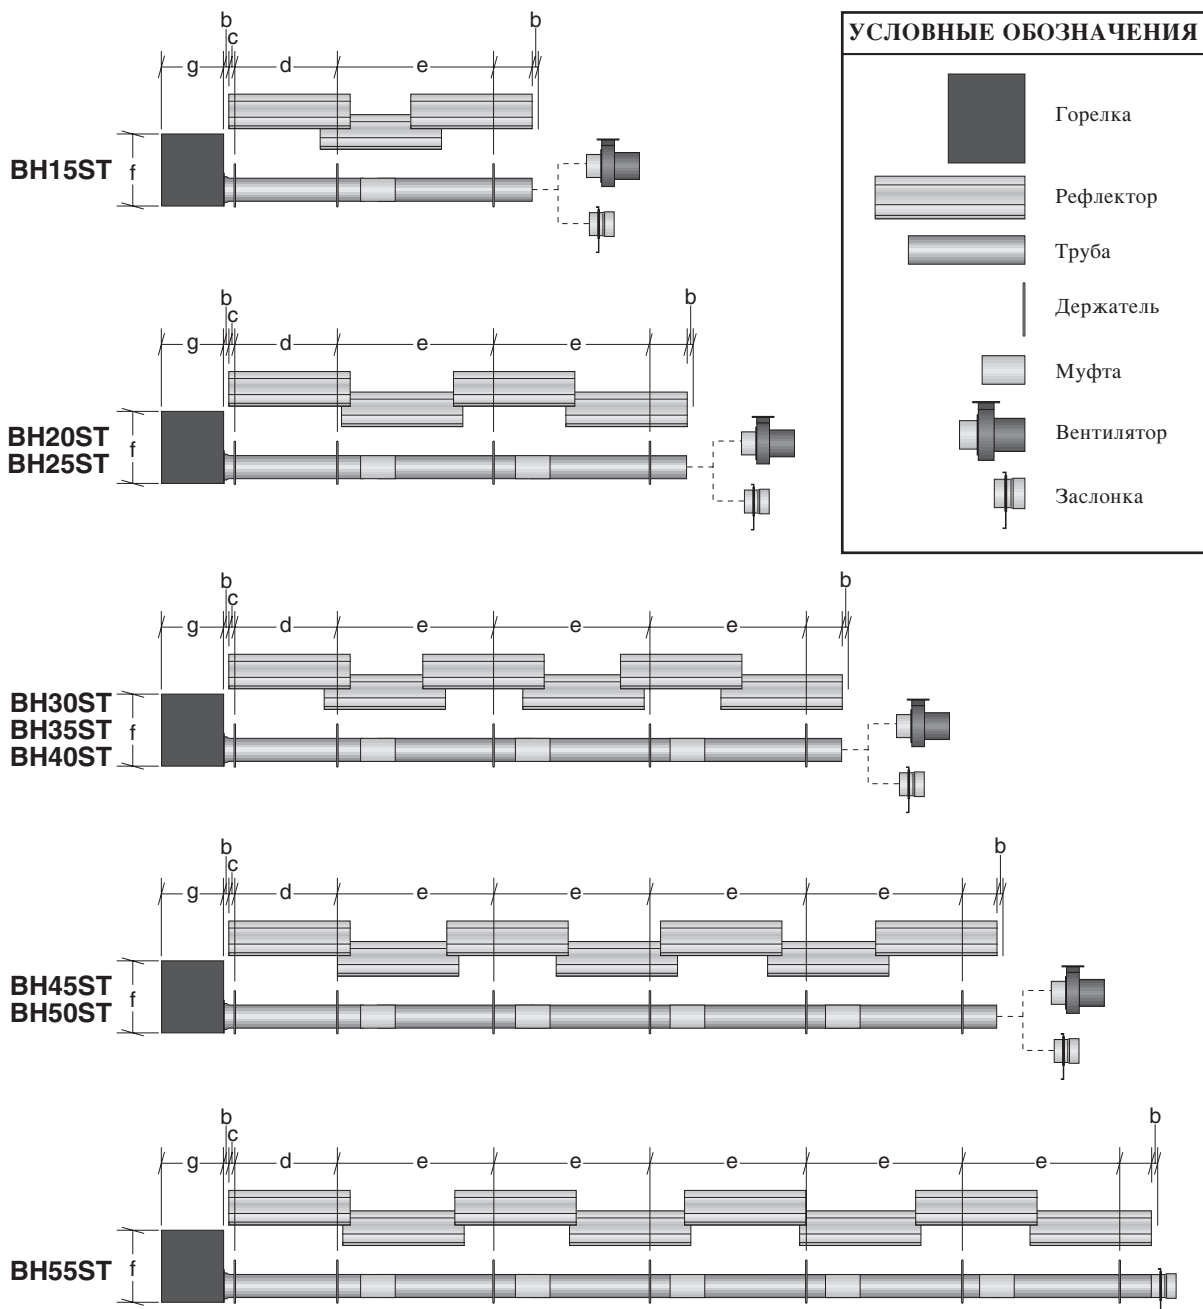 b
b
c
g
d
e
BH15ST
f
b
b
c
g
d
e
e
BH20ST
BH25ST
f
b
b
c
g
d
e
e
e
BH30ST
BH35ST
BH40ST
f
b
b
c
g
d
e
e
e
e
BH45ST
BH50ST
f
b
b
c
g
d
e
e
e
e
e
BH55ST
f
УСЛОВНЫЕ ОБОЗНАЧЕНИЯ
Горелка
Рефлектор
Труба
Держатель
Муфта
Вентилятор
Заслонка